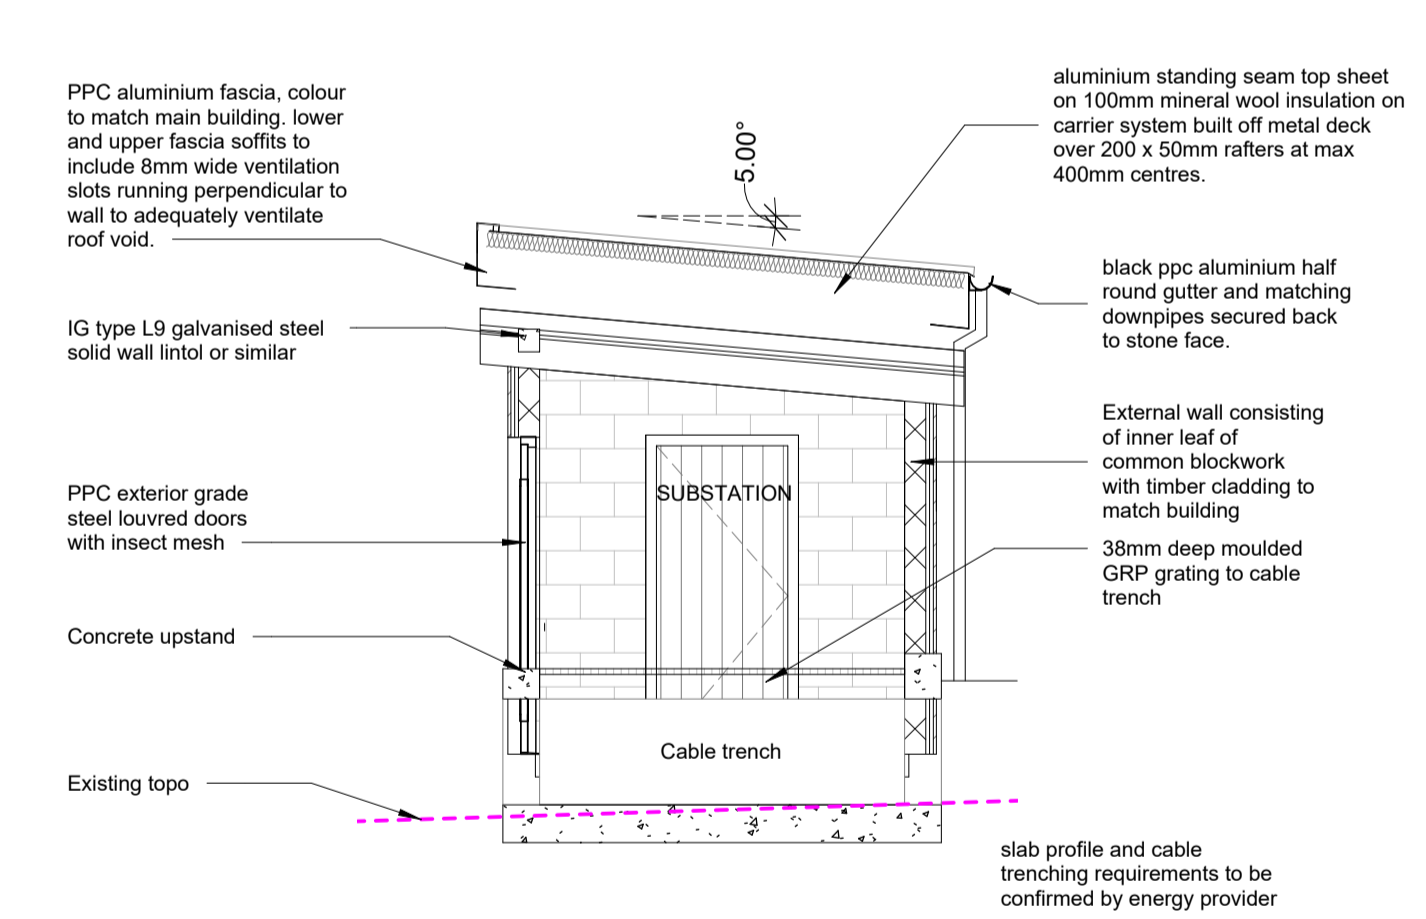 PPC aluminium fascia, colour
to match main building. lower
and upper fascia soffits to
include 8mm wide ventilation
slots running perpendicular to
wall to adequately ventilate
roof void.
IG type L9 galvanised steel
solid wall lintol or similar
PPC exterior grade
steel louvred doors
with insect mesh
Concrete upstand
Existing topo
5.00°
SUBSTATION
Cable trench
aluminium standing seam top sheet
on 100mm mineral wool insulation on
carrier system built off metal deck
over 200 x 50mm rafters at max
400mm centres.
black ppc aluminium half
round gutter and matching
downpipes secured back
to stone face.
External wall consisting
of inner leaf of
common blockwork
with timber cladding to
match building
38mm deep moulded
GRP grating to cable
trench
slab profile and cable
trenching requirements to be
confirmed by energy provider